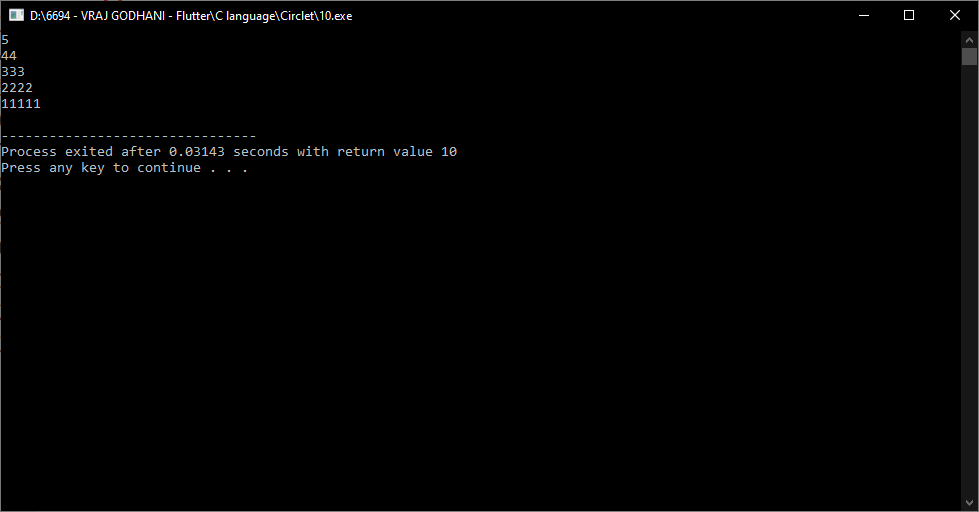 D:\6694 - VRAJ GODHANI - Flutter\C language\Circlet\10.exe
5
44
333
2222
11111
--------------------------------
Process exited after 0.03143 seconds with return value 10
Press any key to continue . . .